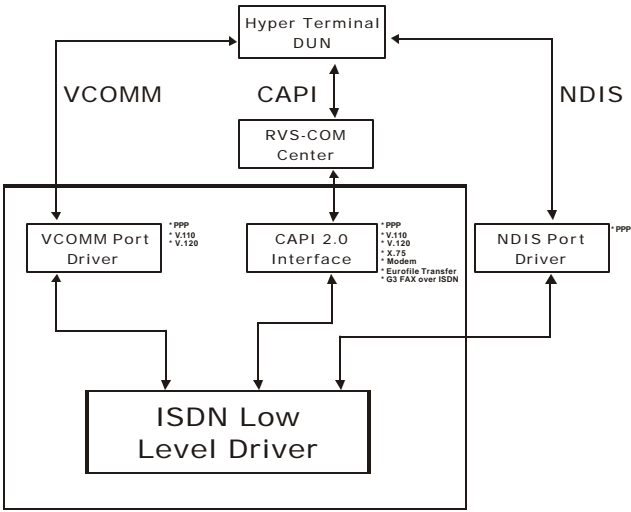 Hyper Terminal
DUN
VCOMM
CAPI
NDIS
RVS-COM
Center
VCOMM Port
Driver
* PPP
* V.110
* V.120
CAPI 2.0
Interface
* PPP
* V.110
* V.120
* X.75
* Modem
* Eurofile Transfer
* G3 FAX over ISDN
NDIS Port
Driver
* PPP
ISDN Low
Level Driver